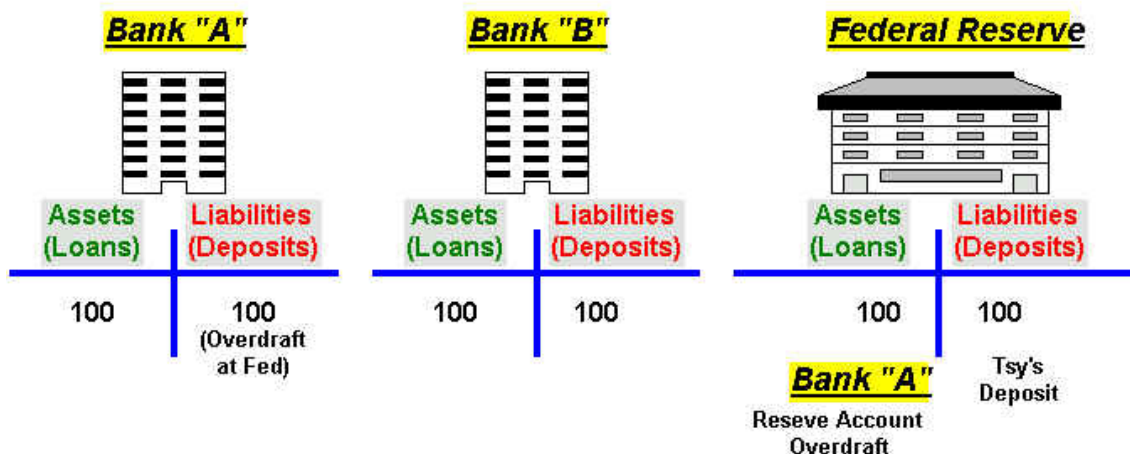 Bank "A"
Assets
(Loans)
Liabilities
(Deposits)
100
100
(Overdraft
at Fed)
Bank "B"
Assets
(Loans)
Liabilities
(Deposits)
100
100
Federal Reserve
Assets
(Loans)
Liabilities
(Deposits)
100
100
Bank "A"
Reseve Account
Overdraft
Tsy's
Deposit